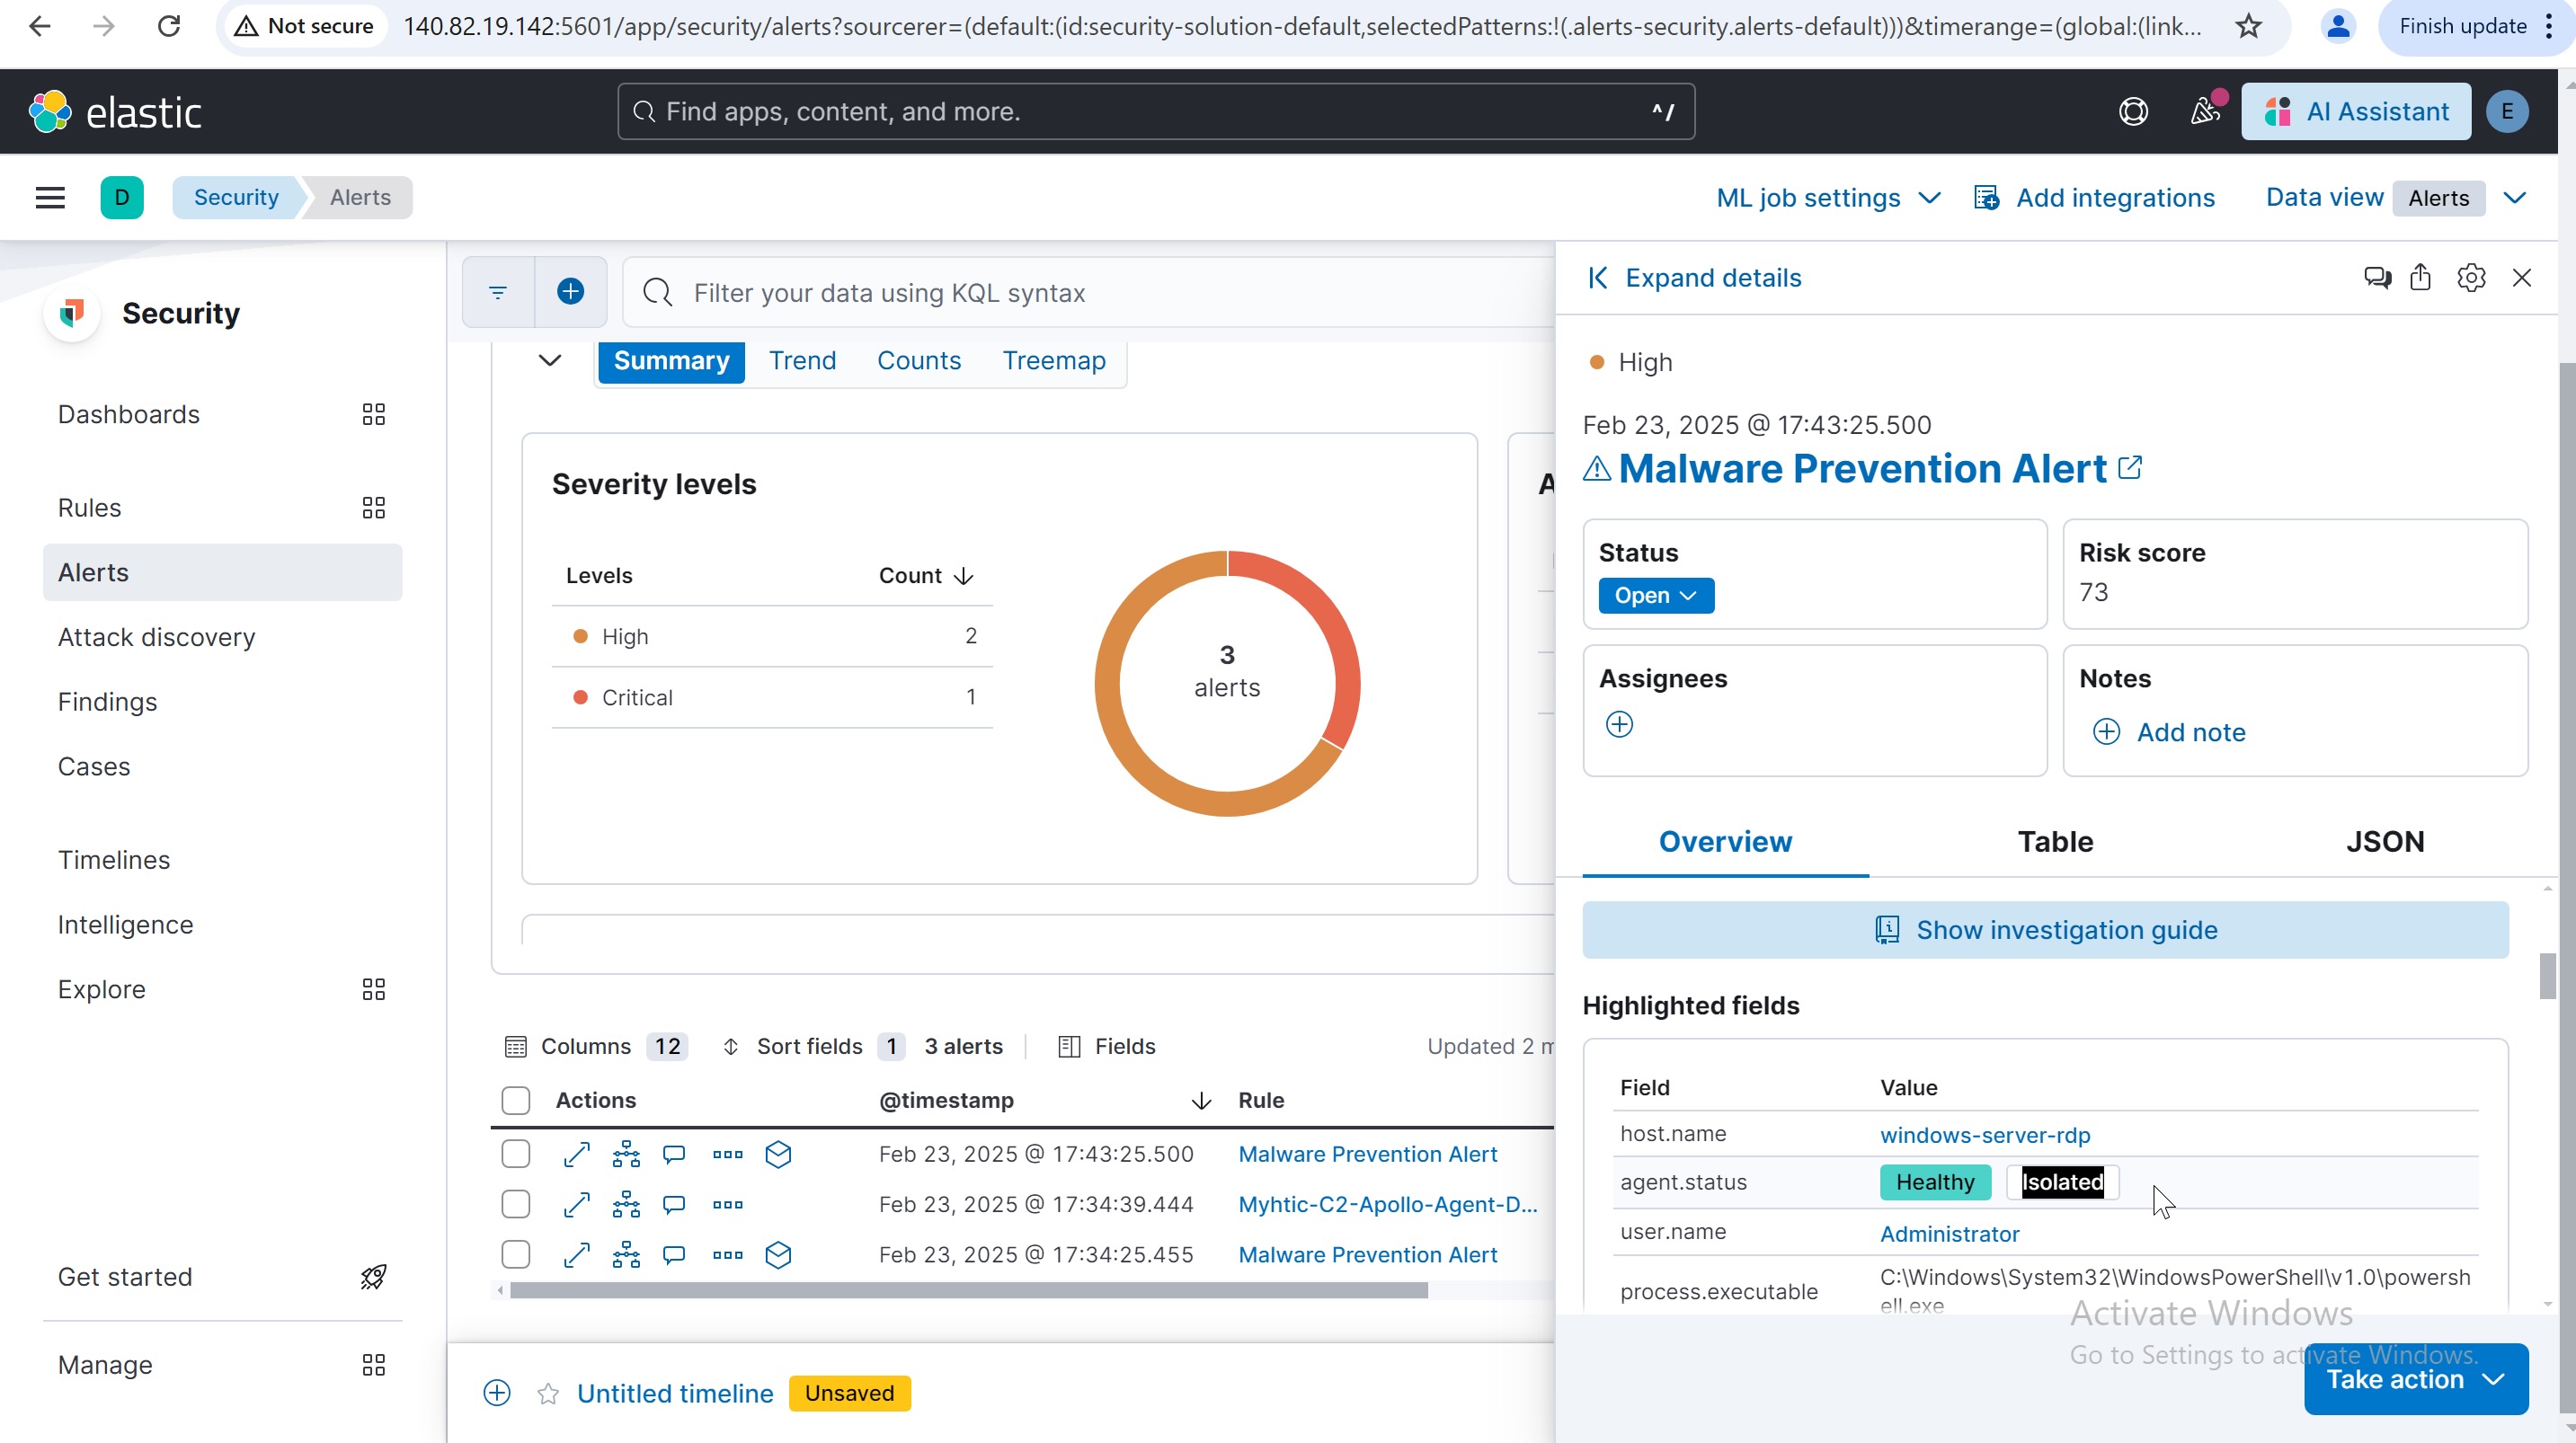 Not secure
140.82.19.142:5601/app/security/alerts?sourcerer=(default:(id:security-solution-default,selectedPatterns:!(.alerts-security.alerts-default)))&timerange=(global:(link...
Finish update
elastic
Find apps, content, and more.
^/
AI Assistant
E
D
Security
Alerts
ML job settings
Add integrations
Data view
Alerts
Security
Dashboards
Rules
Alerts
Attack discovery
Findings
Cases
Timelines
Intelligence
Explore
Get started
Manage
Filter your data using KQL syntax
Summary
Trend
Counts
Treemap
Severity levels
Levels
Count
High
2
Critical
1
3
alerts
A
Columns
12
Sort fields
1
3 alerts
Fields
Updated 2 m
Actions
@timestamp
Rule
Feb 23, 2025 @ 17:43:25.500
Malware Prevention Alert
Feb 23, 2025 @ 17:34:39.444
Myhtic-C2-Apollo-Agent-D...
Feb 23, 2025 @ 17:34:25.455
Malware Prevention Alert
Untitled timeline
Unsaved
Expand details
High
Feb 23, 2025 @ 17:43:25.500
Malware Prevention Alert
Status
Open
Risk score
73
Assignees
Notes
Add note
Overview
Table
JSON
Show investigation guide
Highlighted fields
Field
Value
host.name
windows-server-rdp
agent.status
Healthy
Isolated
user.name
Administrator
process.executable
C:\Windows\System32\WindowsPowerShell\v1.0\powersh
ell.exe
Activate Windows
Go to Settings to activate Windows.
Take action